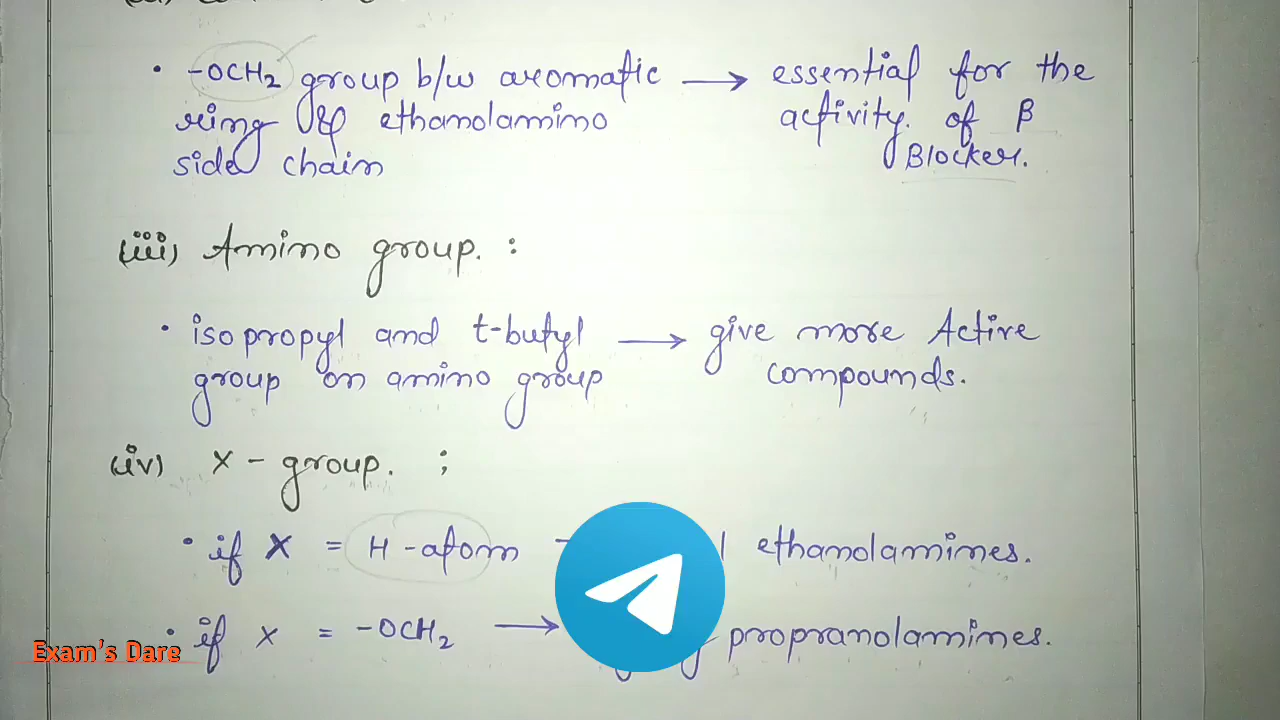 • -OCH2 group b/w aromatic → essential for the
ring & ethanolamino activity. of β
side chain Blocker.
(iii) Amino group. :
• isopropyl and t-butyl → give more Active
group on amino group compounds.
(iv) X - group. ;
• if X = H-atom ethanolamines.
• if X = -OCH2 → propranolamines.
Exam's Dare